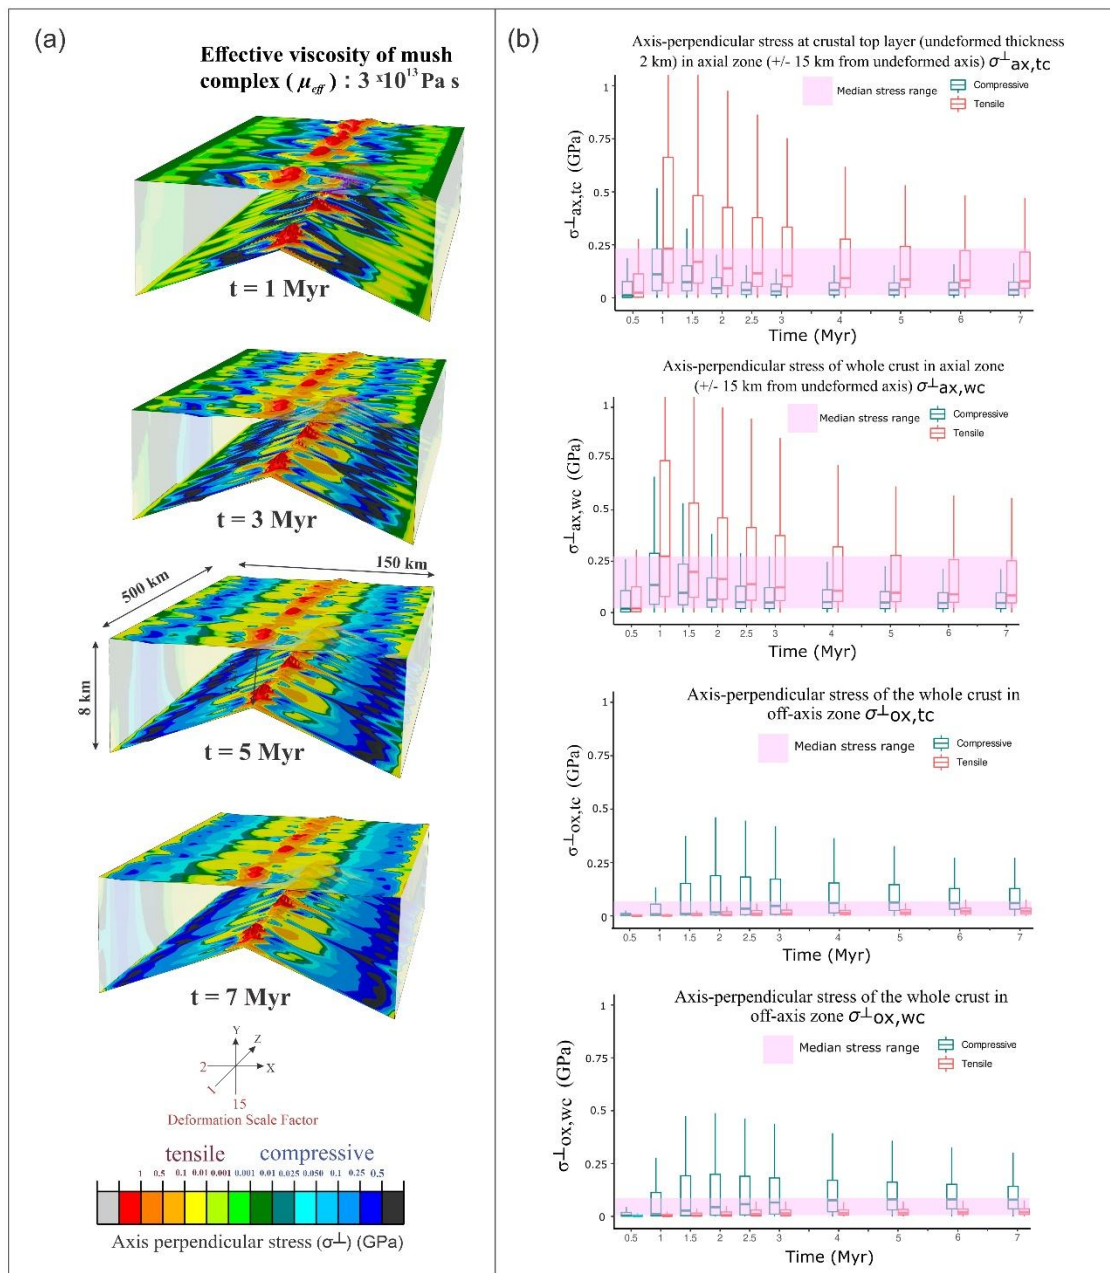 (a)
Effective viscosity of mush
complex ( μeff ) : 3 x10^13 Pa s
t = 1 Myr
t = 3 Myr
500 km
150 km
8 km
t = 5 Myr
t = 7 Myr
Y
Z
2
X
1
15
Deformation Scale Factor
tensile compressive
1 0.5 0.1 0.01 0.001 0.001 0.01 0.025 0.050 0.1 0.25 0.5
Axis perpendicular stress (σ⊥) (GPa)
(b)
Axis-perpendicular stress at crustal top layer (undeformed thickness
2 km) in axial zone (+/- 15 km from undeformed axis) σ⊥ax,tc
Median stress range
Compressive
Tensile
σ⊥ax,tc (GPa)
1
0.75
0.5
0.25
0
0.5 1 1.5 2 2.5 3 4 5 6 7
Time (Myr)
Axis-perpendicular stress of whole crust in axial zone
(+/- 15 km from undeformed axis) σ⊥ax,wc
Median stress range
Compressive
Tensile
σ⊥ax,wc (GPa)
1
0.75
0.5
0.25
0
0.5 1 1.5 2 2.5 3 4 5 6 7
Time (Myr)
Axis-perpendicular stress of the whole crust in
off-axis zone σ⊥ox,tc
Median stress range
Compressive
Tensile
σ⊥ox,tc (GPa)
1
0.75
0.5
0.25
0
0.5 1 1.5 2 2.5 3 4 5 6 7
Time (Myr)
Axis-perpendicular stress of the whole crust in
off-axis zone σ⊥ox,wc
Median stress range
Compressive
Tensile
σ⊥ox,wc (GPa)
1
0.75
0.5
0.25
0
0.5 1 1.5 2 2.5 3 4 5 6 7
Time (Myr)